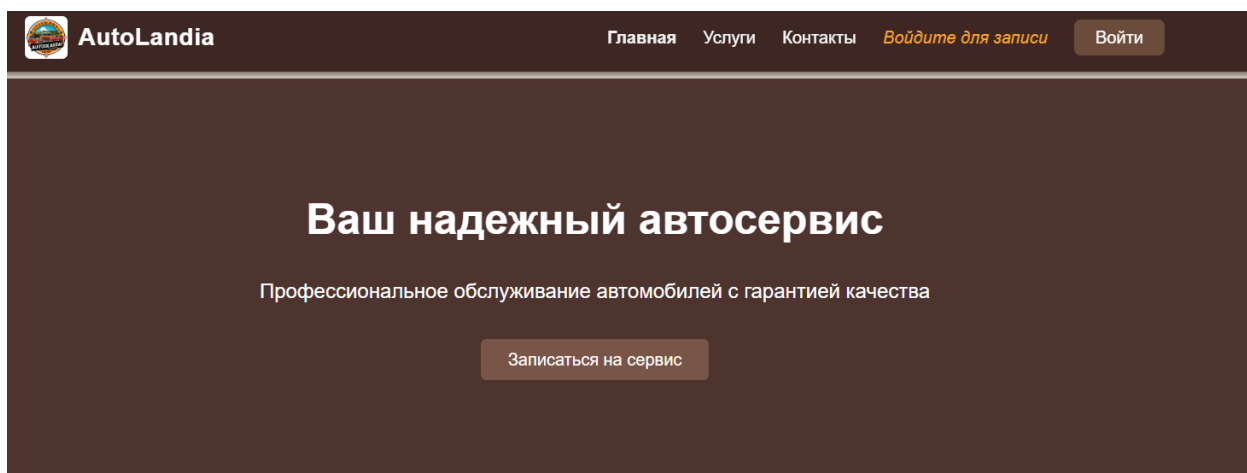 AutoLandia
Главная Услуги Контакты Войдите для записи Войти
Ваш надежный автосервис
Профессиональное обслуживание автомобилей с гарантией качества
Записаться на сервис